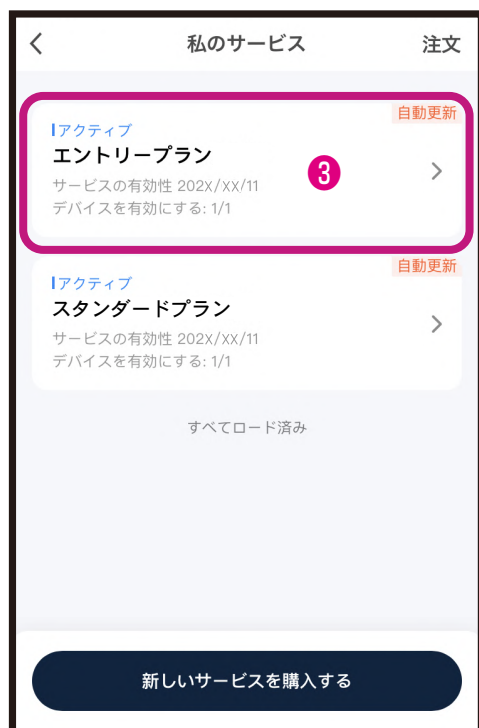 私のサービス 注文
自動更新
アクティブ
エントリープラン
❸
サービスの有効性 202X/XX/11
デバイスを有効にする: 1/1
自動更新
アクティブ
スタンダードプラン
サービスの有効性 202X/XX/11
デバイスを有効にする: 1/1
すべてロード済み
新しいサービスを購入する